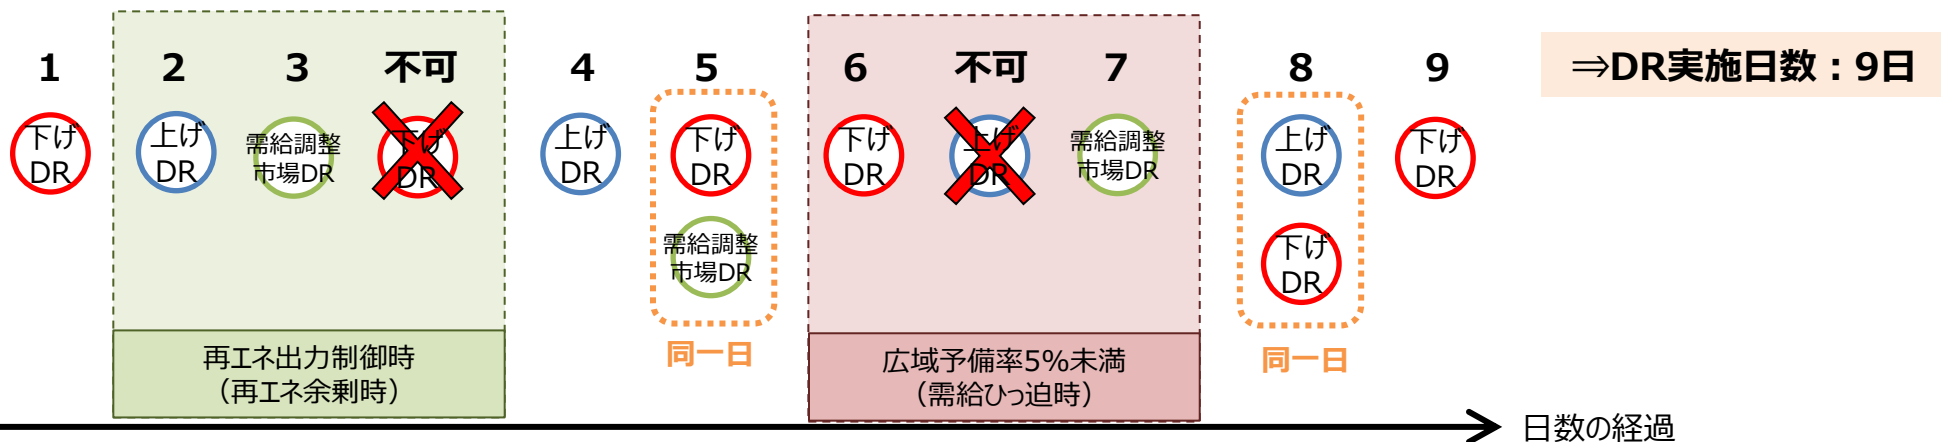 1
2
3
不可
4
5
6
不可
7
8
9
⇒DR実施日数：9日
下げ
DR
上げ
DR
需給調整
市場DR
下げ
DR
上げ
DR
下げ
DR
下げ
DR
上げ
DR
需給調整
市場DR
上げ
DR
下げ
DR
需給調整
市場DR
下げ
DR
再エネ出力制御時
（再エネ余剰時）
同一日
広域予備率5%未満
（需給ひっ迫時）
同一日
日数の経過